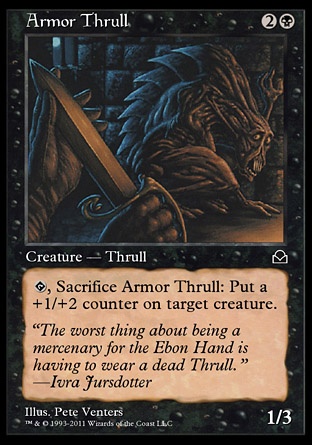 Armor Thrull 2
Creature — Thrull
, Sacrifice Armor Thrull: Put a
+1/+2 counter on target creature.
“The worst thing about being a
mercenary for the Ebon Hand is
having to wear a dead Thrull.”
—Ivra Jursdotter
Illus. Pete Venters
™ & © 1993-2011 Wizards of the Coast LLC
1/3